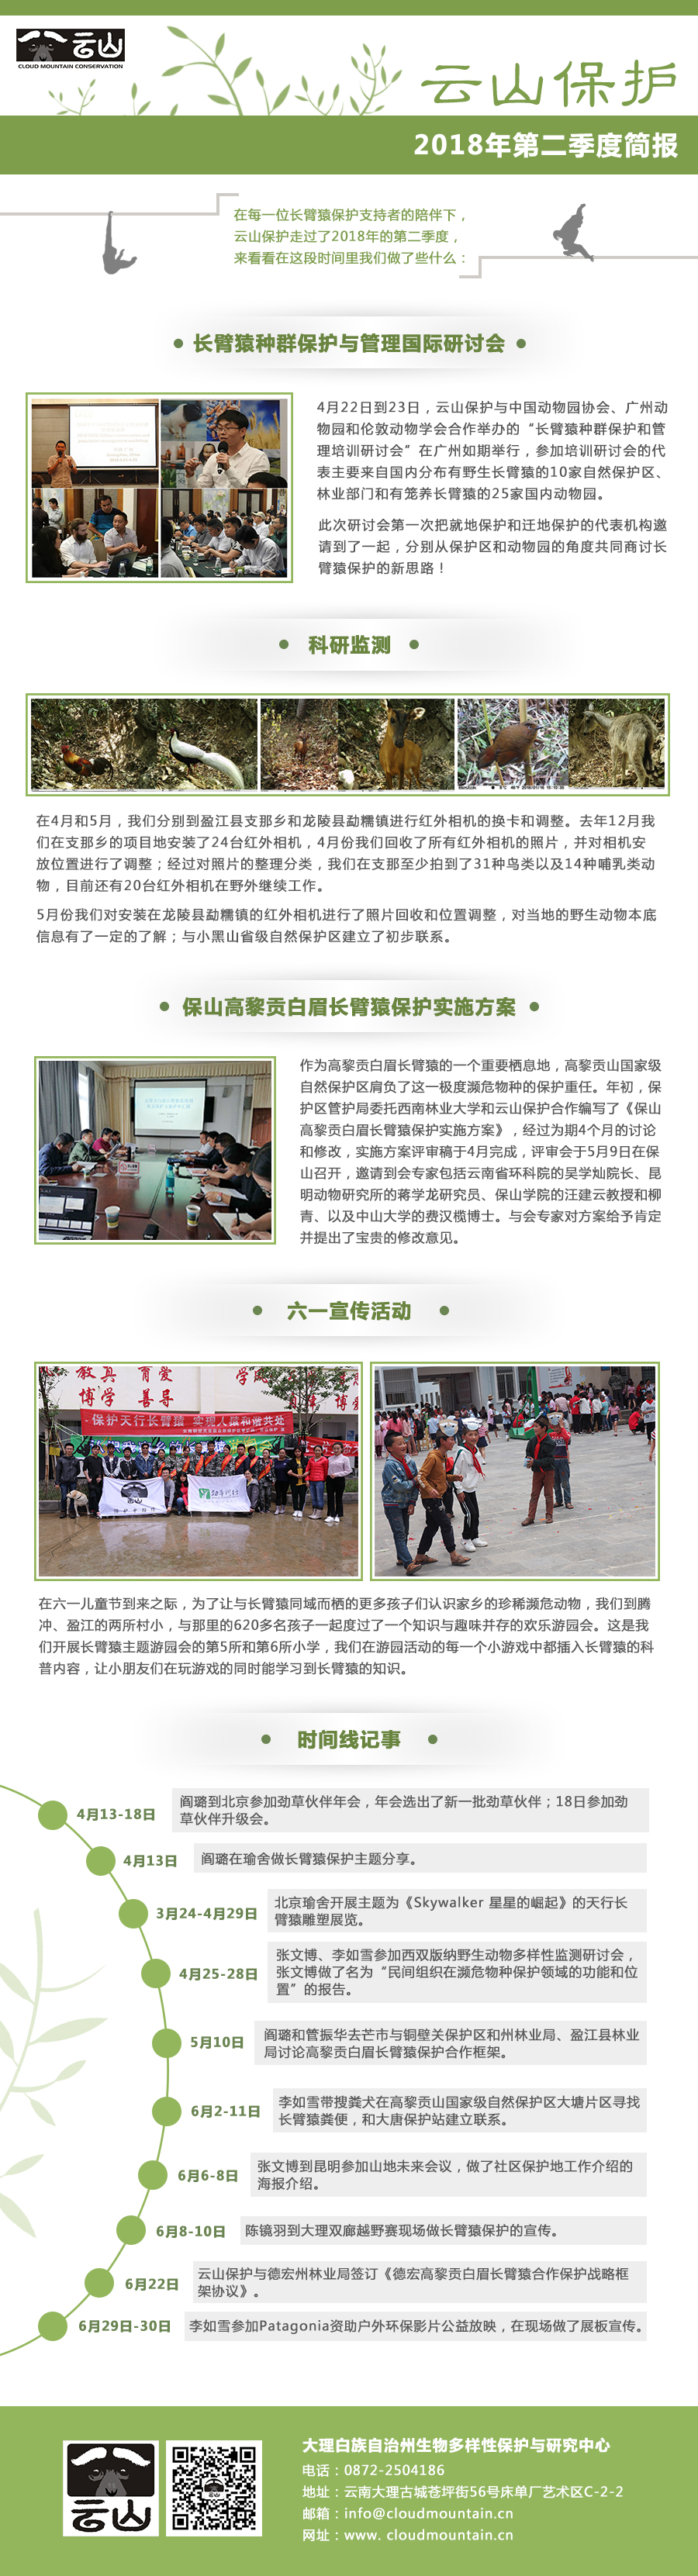 云山
CLOUD MOUNTAIN CONSERVATION
云山保护
2018年第二季度简报
在每一位长臂猿保护支持者的陪伴下，
云山保护走过了2018年的第二季度，
来看看在这段时间里我们做了些什么：
长臂猿种群保护与管理国际研讨会
4月22日到23日，云山保护与中国动物园协会、广州动
物园和伦敦动物学会合作举办的“长臂猿种群保护和管
理培训研讨会”在广州如期举行，参加培训研讨会的代
表主要来自国内分布有野生长臂猿的10家自然保护区、
林业部门和有笼养长臂猿的25家国内动物园。
此次研讨会第一次把就地保护和迁地保护的代表机构邀
请到了一起，分别从保护区和动物园的角度共同商讨长
臂猿保护的新思路！
科研监测
在4月和5月，我们分别到盈江县支那乡和龙陵县勐糯镇进行红外相机的换卡和调整。去年12月我
们在支那乡的项目地安装了24台红外相机，4月份我们回收了所有红外相机的照片，并对相机安
放位置进行了调整；经过对照片的整理分类，我们在支那至少拍到了31种鸟类以及14种哺乳类动
物，目前还有20台红外相机在野外继续工作。
5月份我们对安装在龙陵县勐糯镇的红外相机进行了照片回收和位置调整，对当地的野生动物本底
信息有了一定的了解；与小黑山省级自然保护区建立了初步联系。
保山高黎贡白眉长臂猿保护实施方案
作为高黎贡白眉长臂猿的一个重要栖息地，高黎贡山国家级
自然保护区肩负了这一极度濒危物种的保护重任。年初，保
护区管护局委托西南林业大学和云山保护合作编写了《保山
高黎贡白眉长臂猿保护实施方案》，经过为期4个月的讨论
和修改，实施方案评审稿于4月完成，评审会于5月9日在保
山召开，邀请到会专家包括云南省环科院的吴学灿院长、昆
明动物研究所的蒋学龙研究员、保山学院的汪建云教授和柳
青、以及中山大学的费汉榄博士。与会专家对方案给予肯定
并提出了宝贵的修改意见。
六一宣传活动
教真 育爱
博学 善导
保护天行长臂猿 实现人猿和谐共处
云山
在六一儿童节到来之际，为了让与长臂猿同域而栖的更多孩子们认识家乡的珍稀濒危动物，我们到腾
冲、盈江的两所村小，与那里的620多名孩子一起度过了一个知识与趣味并存的欢乐游园会。这是我
们开展长臂猿主题游园会的第5所和第6所小学，我们在游园活动的每一个小游戏中都插入长臂猿的科
普内容，让小朋友们在玩游戏的同时能学习到长臂猿的知识。
时间线记事
4月13-18日
阎璐到北京参加劲草伙伴年会，年会选出了新一批劲草伙伴；18日参加劲
草伙伴升级会。
4月13日
阎璐在瑜舍做长臂猿保护主题分享。
3月24-4月29日
北京瑜舍开展主题为《Skywalker 星星的崛起》的天行长
臂猿雕塑展览。
4月25-28日
张文博、李如雪参加西双版纳野生动物多样性监测研讨会，
张文博做了名为“民间组织在濒危物种保护领域的功能和位
置”的报告。
5月10日
阎璐和管振华去芒市与铜壁关保护区和州林业局、盈江县林业
局讨论高黎贡白眉长臂猿保护合作框架。
6月2-11日
李如雪带搜粪犬在高黎贡山国家级自然保护区大塘片区寻找
长臂猿粪便，和大唐保护站建立联系。
6月6-8日
张文博到昆明参加山地未来会议，做了社区保护地工作介绍的
海报介绍。
6月8-10日
陈镜羽到大理双廊越野赛现场做长臂猿保护的宣传。
6月22日
云山保护与德宏州林业局签订《德宏高黎贡白眉长臂猿合作保护战略框
架协议》。
6月29日-30日
李如雪参加Patagonia资助户外环保影片公益放映，在现场做了展板宣传。
云山
大理白族自治州生物多样性保护与研究中心
电话：0872-2504186
地址：云南大理古城苍坪街56号床单厂艺术区C-2-2
邮箱：info@cloudmountain.cn
网址：www. cloudmountain.cn